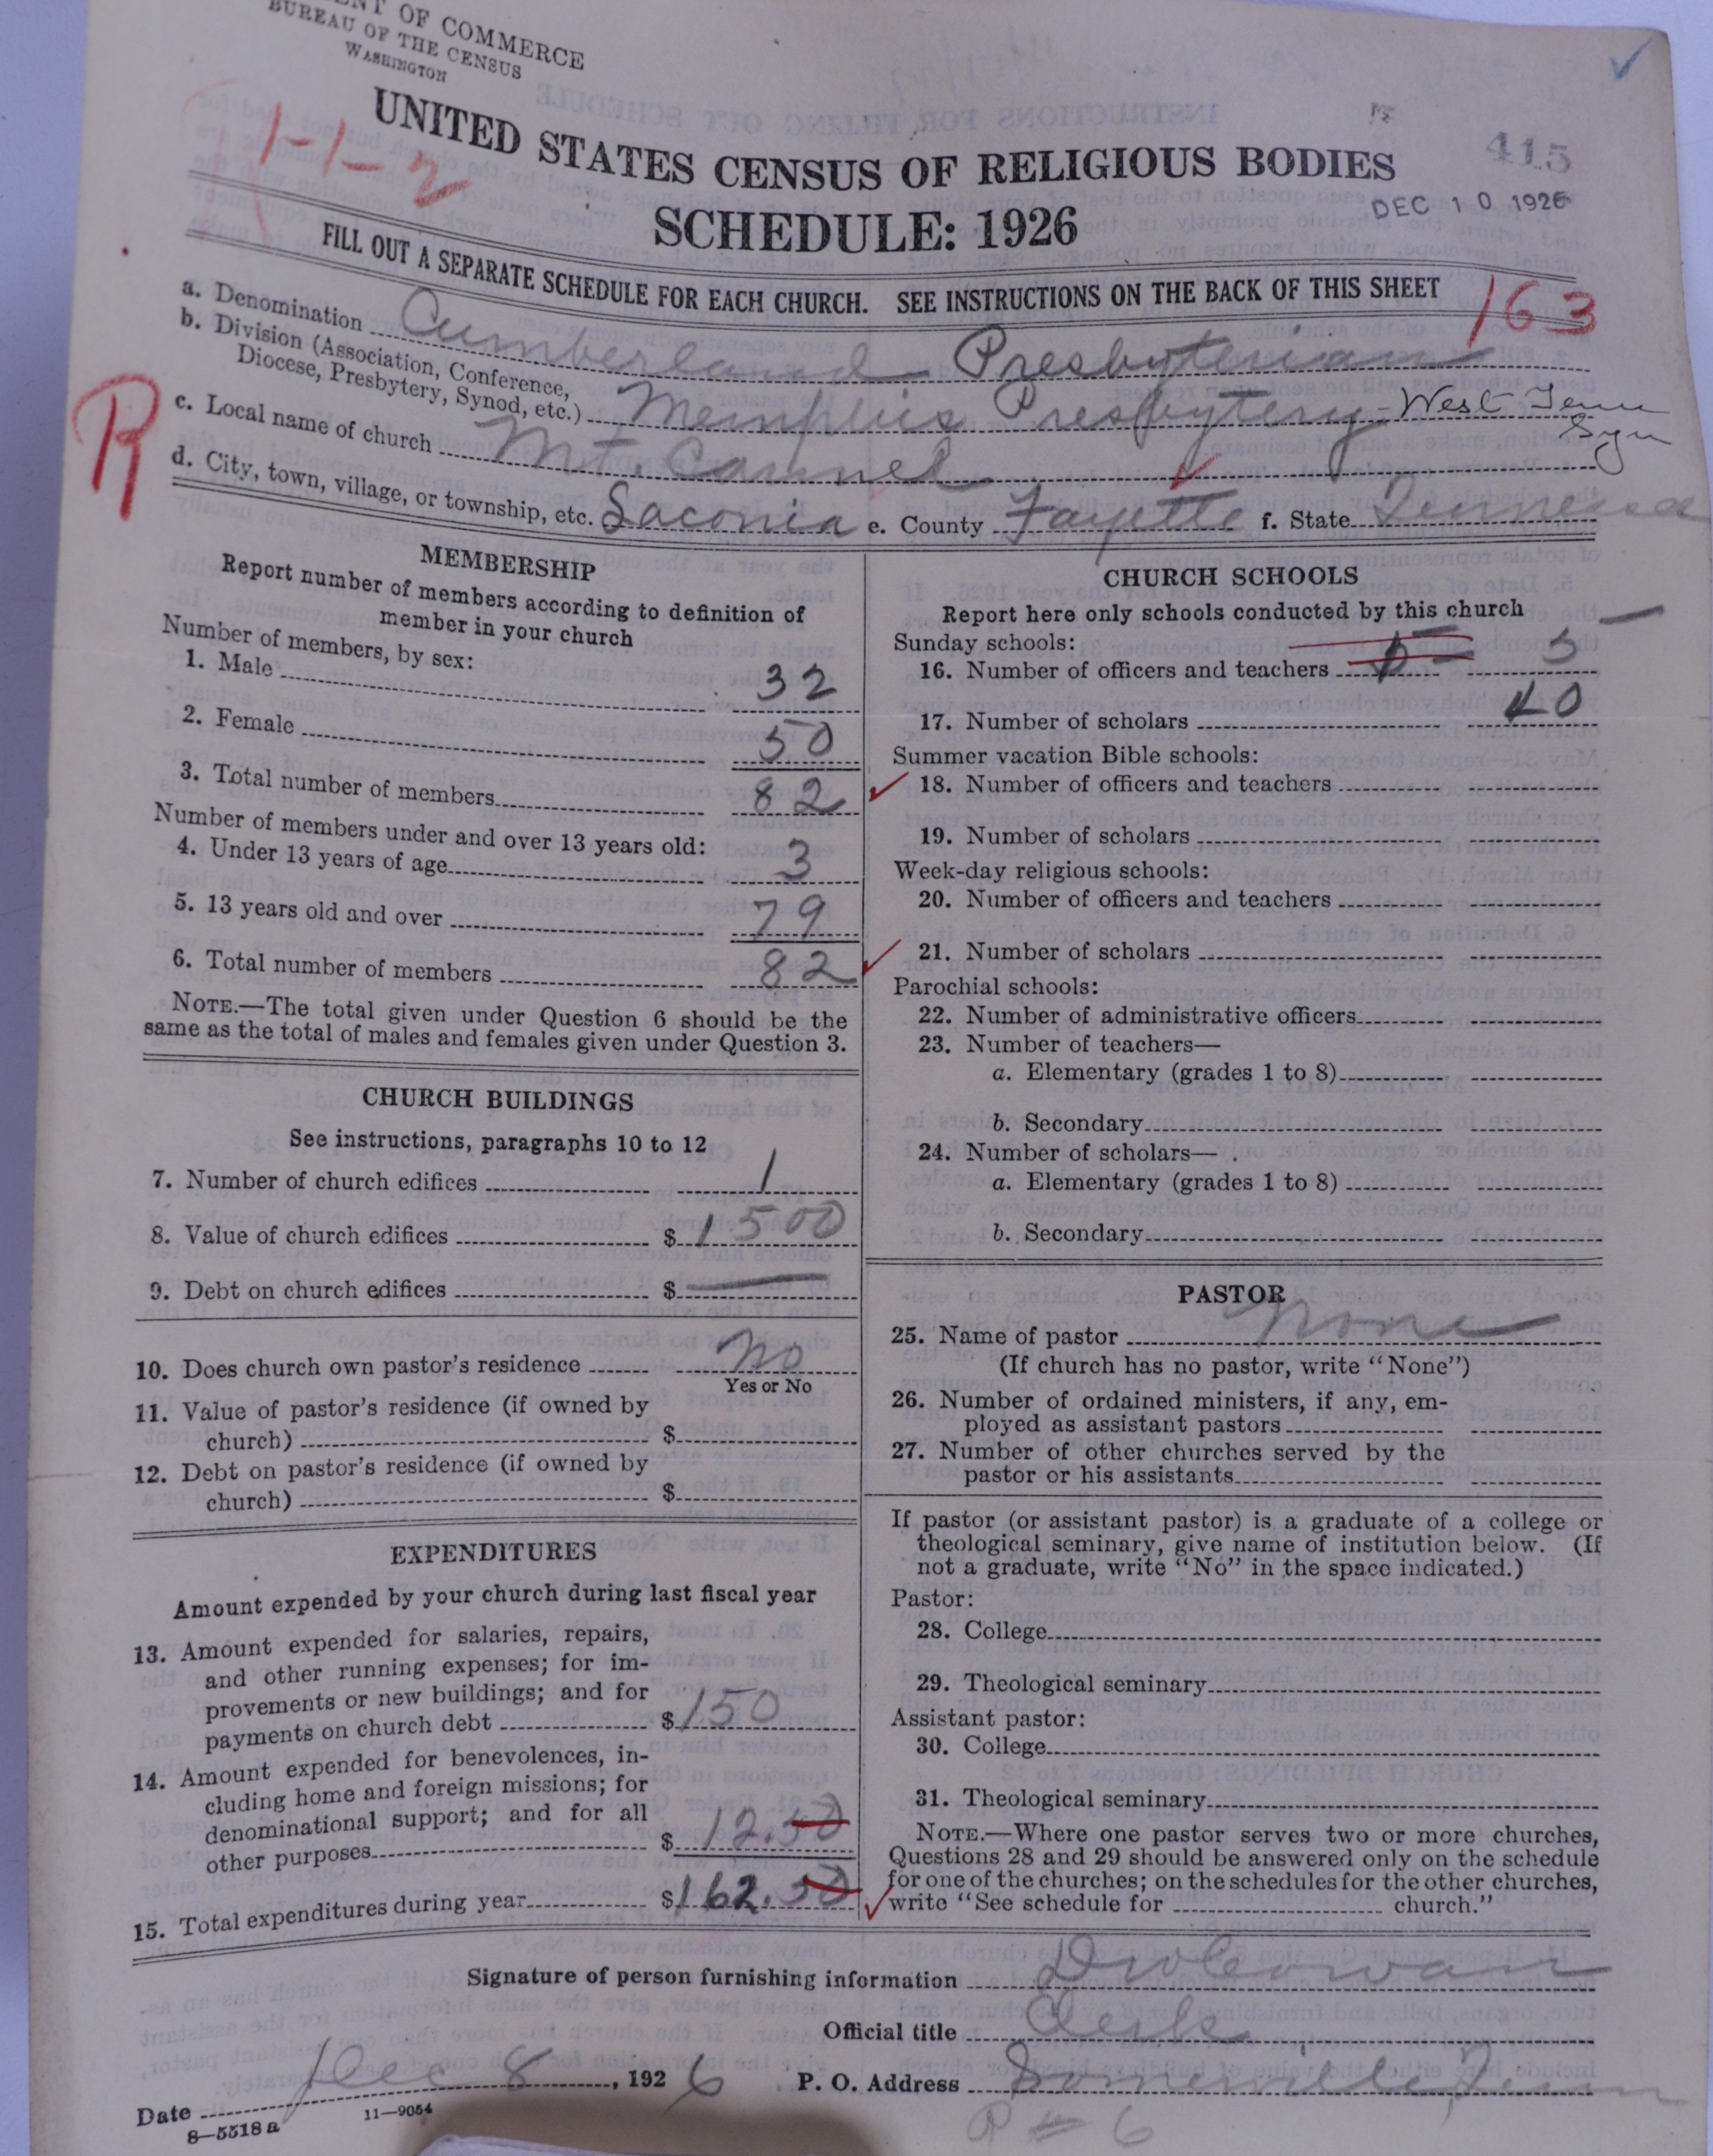 OF COMMERCE
BUREAU OF THE CENSUS
WASHINGTON
1-1-2
UNITED STATES CENSUS OF RELIGIOUS BODIES
415
SCHEDULE: 1926
DEC 10 1926
FILL OUT A SEPARATE SCHEDULE FOR EACH CHURCH. SEE INSTRUCTIONS ON THE BACK OF THIS SHEET
163
a. Denomination Cumberland Presbyterian
b. Division (Association, Conference,
Diocese, Presbytery, Synod, etc.) Memphis Presbytery - West Tenn
Syn
R
c. Local name of church Mt. Carmel
d. City, town, village, or township, etc. Laconia e. County Fayette f. State Tennessee
MEMBERSHIP
Report number of members according to definition of
member in your church
Number of members, by sex:
1. Male 32
2. Female 50
3. Total number of members 82
Number of members under and over 13 years old:
4. Under 13 years of age 3
5. 13 years old and over 79
6. Total number of members 82
NOTE.—The total given under Question 6 should be the
same as the total of males and females given under Question 3.
CHURCH BUILDINGS
See instructions, paragraphs 10 to 12
7. Number of church edifices 1
8. Value of church edifices $ 1500
9. Debt on church edifices $ —
10. Does church own pastor's residence No
Yes or No
11. Value of pastor's residence (if owned by
church) $
12. Debt on pastor's residence (if owned by
church) $
EXPENDITURES
Amount expended by your church during last fiscal year
13. Amount expended for salaries, repairs,
and other running expenses; for im-
provements or new buildings; and for
payments on church debt $ 150
14. Amount expended for benevolences, in-
cluding home and foreign missions; for
denominational support; and for all
other purposes $ 12.50
15. Total expenditures during year $ 162.50
CHURCH SCHOOLS
Report here only schools conducted by this church
Sunday schools:
16. Number of officers and teachers 5 5
17. Number of scholars 40
Summer vacation Bible schools:
18. Number of officers and teachers
19. Number of scholars
Week-day religious schools:
20. Number of officers and teachers
21. Number of scholars
Parochial schools:
22. Number of administrative officers
23. Number of teachers—
a. Elementary (grades 1 to 8)
b. Secondary
24. Number of scholars—
a. Elementary (grades 1 to 8)
b. Secondary
PASTOR
25. Name of pastor None
(If church has no pastor, write "None")
26. Number of ordained ministers, if any, em-
ployed as assistant pastors
27. Number of other churches served by the
pastor or his assistants
If pastor (or assistant pastor) is a graduate of a college or
theological seminary, give name of institution below. (If
not a graduate, write "No" in the space indicated.)
Pastor:
28. College
29. Theological seminary
Assistant pastor:
30. College
31. Theological seminary
NOTE.—Where one pastor serves two or more churches,
Questions 28 and 29 should be answered only on the schedule
for one of the churches; on the schedules for the other churches,
write "See schedule for church."
Signature of person furnishing information D W Cowan
Official title Clerk
Date Dec 8, 1926 P. O. Address Somerville, Tenn
R # 6
8—5518 a 11—9054